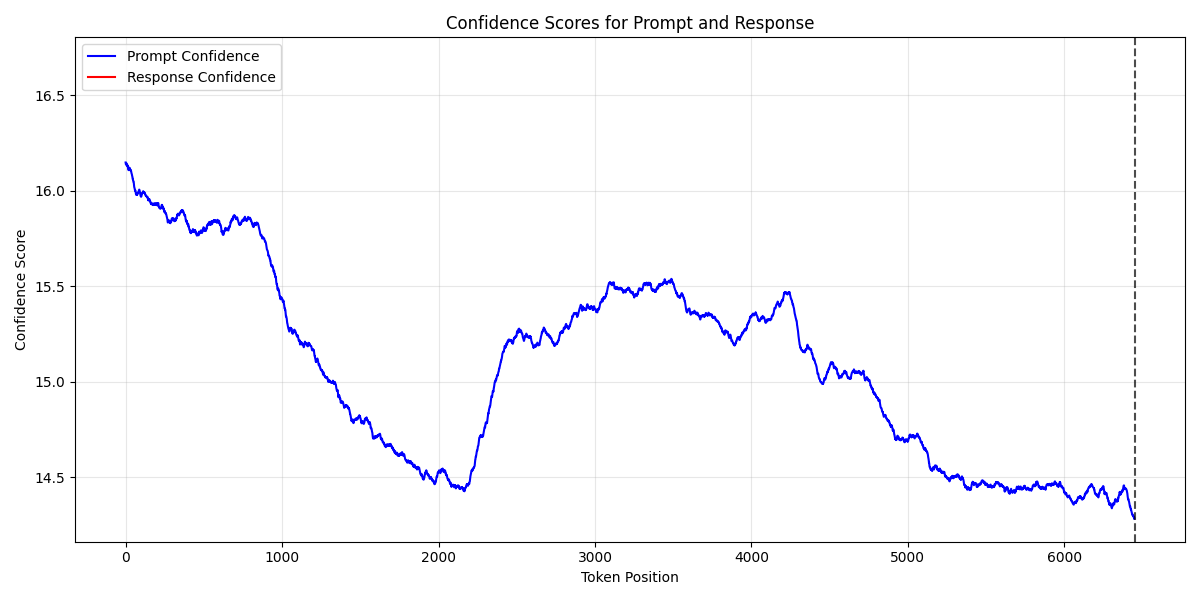 Confidence Scores for Prompt and Response
Prompt Confidence
Response Confidence
Confidence Score
16.5
16.0
15.5
15.0
14.5
0 1000 2000 3000 4000 5000 6000
Token Position